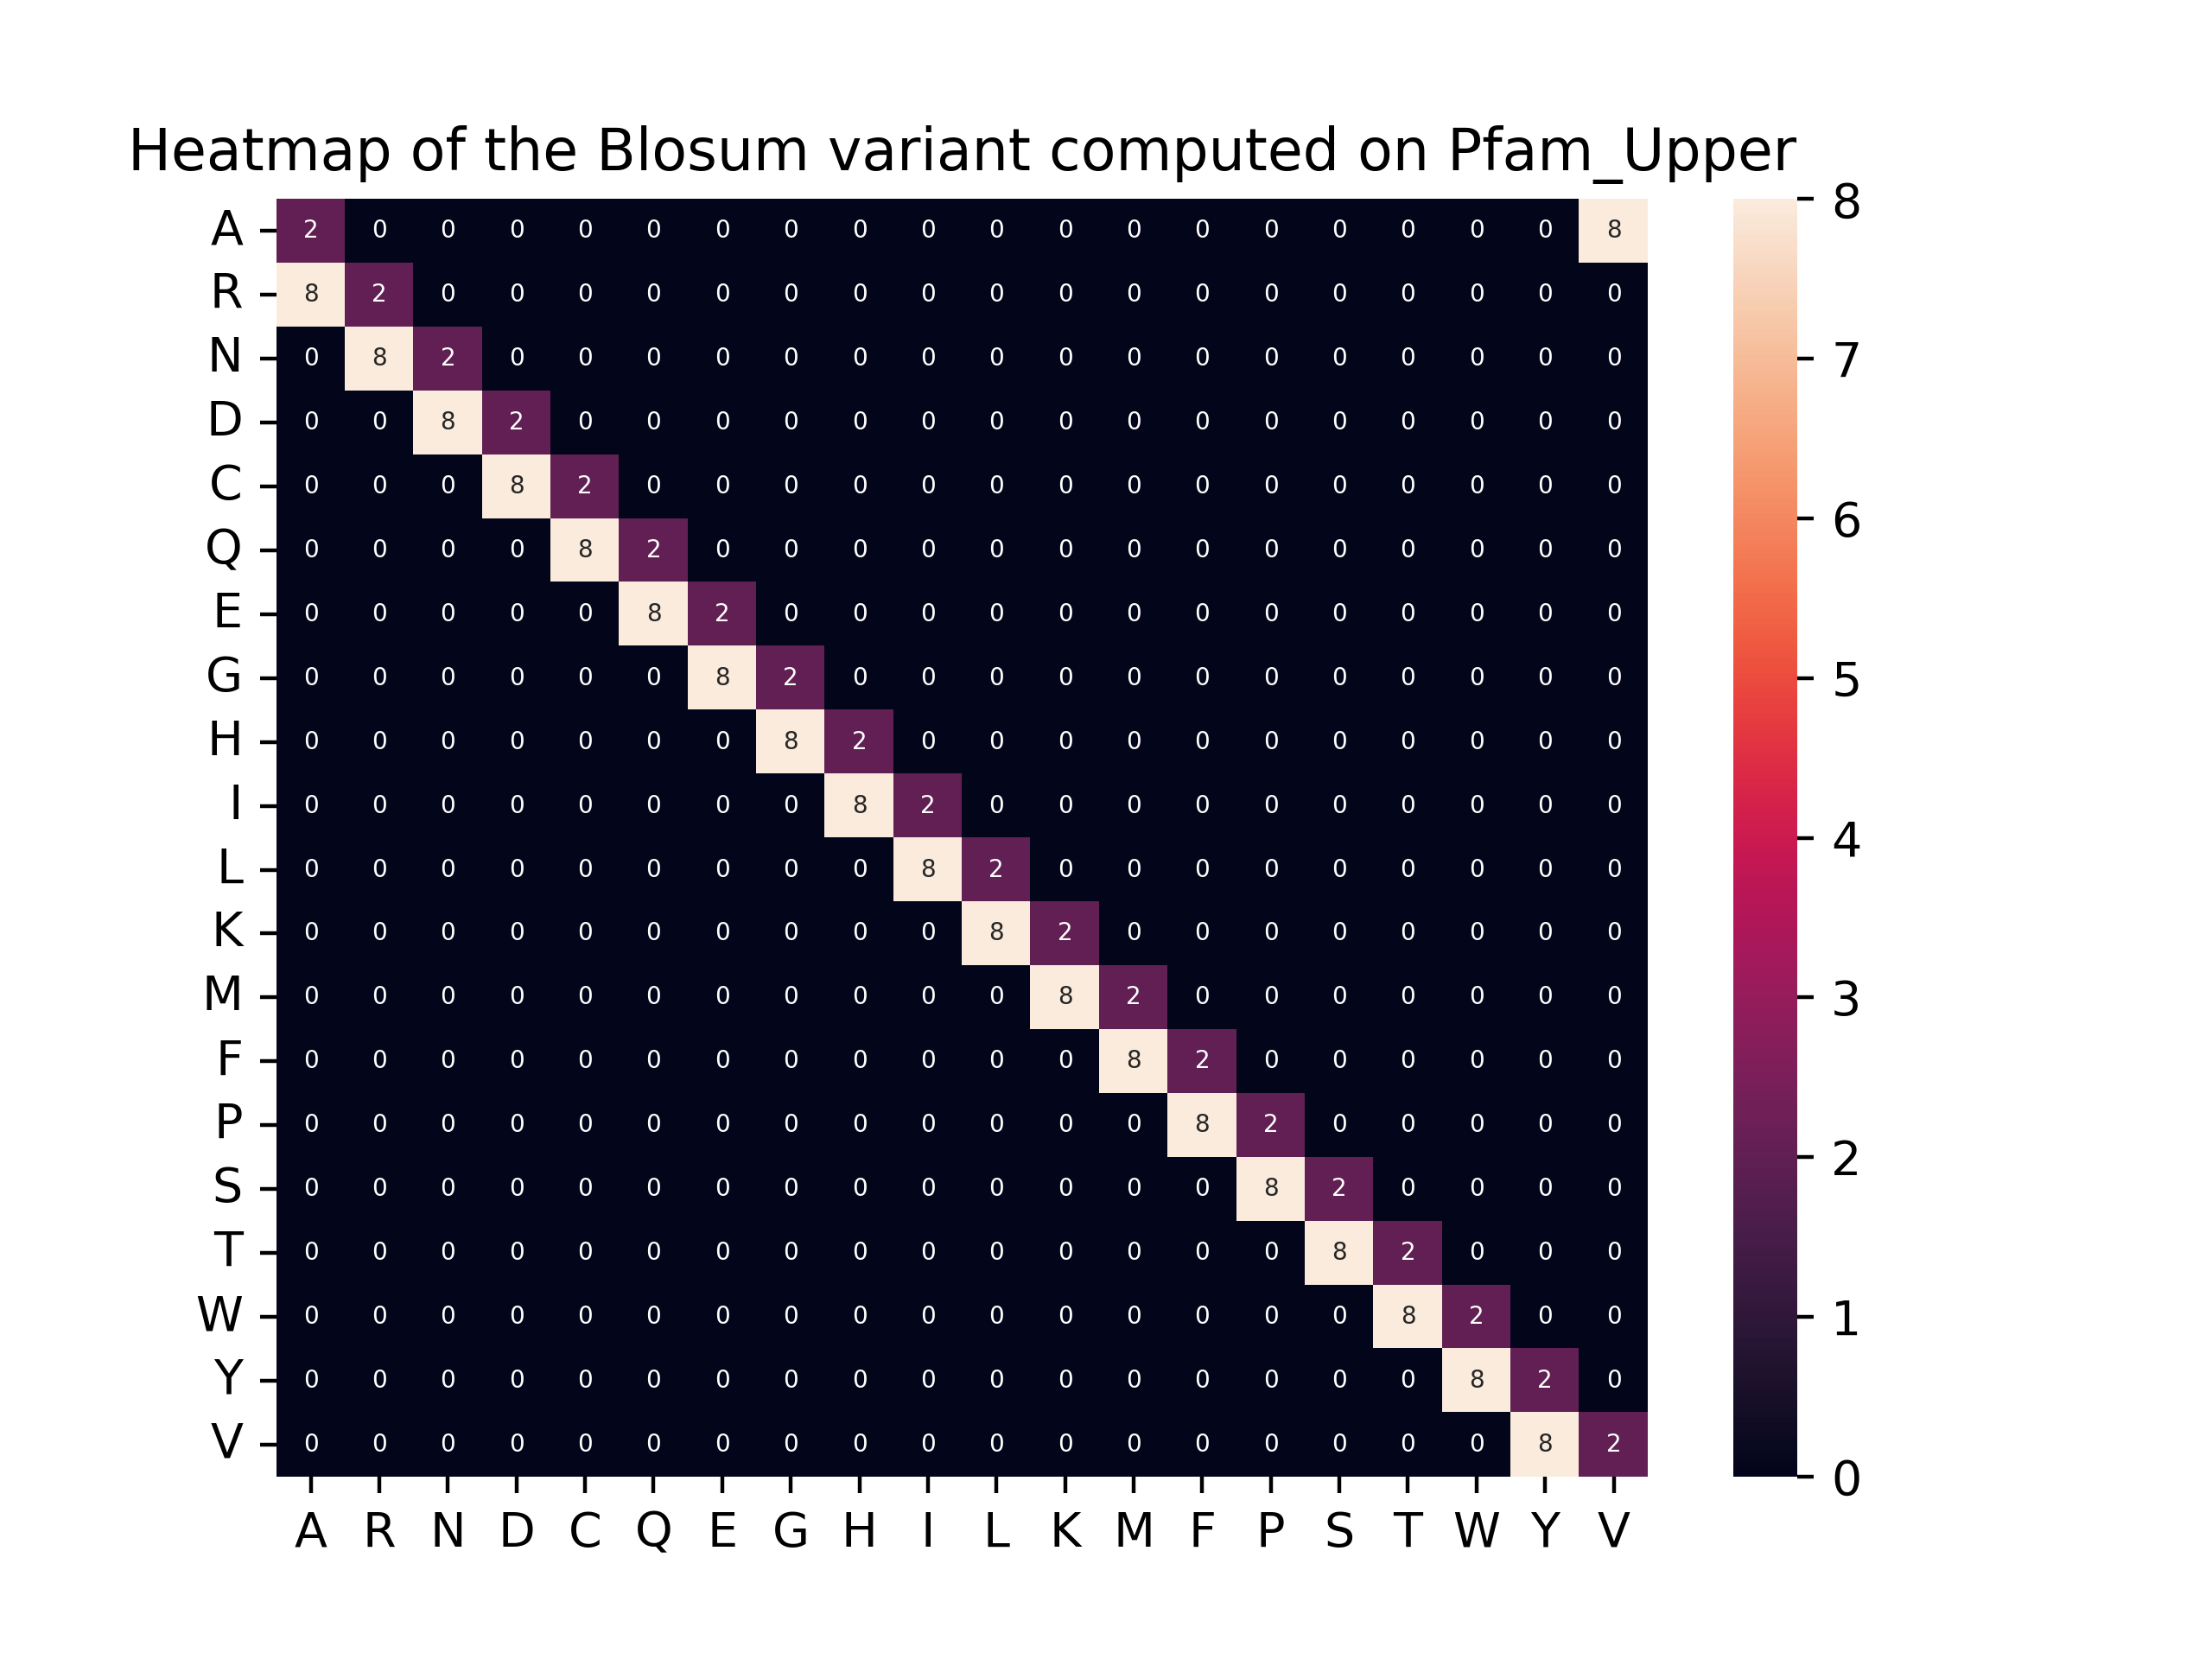 Heatmap of the Blosum variant computed on Pfam_Upper
A 2 0 0 0 0 0 0 0 0 0 0 0 0 0 0 0 0 0 0 8
R 8 2 0 0 0 0 0 0 0 0 0 0 0 0 0 0 0 0 0 0
N 0 8 2 0 0 0 0 0 0 0 0 0 0 0 0 0 0 0 0 0
D 0 0 8 2 0 0 0 0 0 0 0 0 0 0 0 0 0 0 0 0
C 0 0 0 8 2 0 0 0 0 0 0 0 0 0 0 0 0 0 0 0
Q 0 0 0 0 8 2 0 0 0 0 0 0 0 0 0 0 0 0 0 0
E 0 0 0 0 0 8 2 0 0 0 0 0 0 0 0 0 0 0 0 0
G 0 0 0 0 0 0 8 2 0 0 0 0 0 0 0 0 0 0 0 0
H 0 0 0 0 0 0 0 8 2 0 0 0 0 0 0 0 0 0 0 0
I 0 0 0 0 0 0 0 0 8 2 0 0 0 0 0 0 0 0 0 0
L 0 0 0 0 0 0 0 0 0 8 2 0 0 0 0 0 0 0 0 0
K 0 0 0 0 0 0 0 0 0 0 8 2 0 0 0 0 0 0 0 0
M 0 0 0 0 0 0 0 0 0 0 0 8 2 0 0 0 0 0 0 0
F 0 0 0 0 0 0 0 0 0 0 0 0 8 2 0 0 0 0 0 0
P 0 0 0 0 0 0 0 0 0 0 0 0 0 8 2 0 0 0 0 0
S 0 0 0 0 0 0 0 0 0 0 0 0 0 0 8 2 0 0 0 0
T 0 0 0 0 0 0 0 0 0 0 0 0 0 0 0 8 2 0 0 0
W 0 0 0 0 0 0 0 0 0 0 0 0 0 0 0 0 8 2 0 0
Y 0 0 0 0 0 0 0 0 0 0 0 0 0 0 0 0 0 8 2 0
V 0 0 0 0 0 0 0 0 0 0 0 0 0 0 0 0 0 0 8 2
A R N D C Q E G H I L K M F P S T W Y V
8
7
6
5
4
3
2
1
0